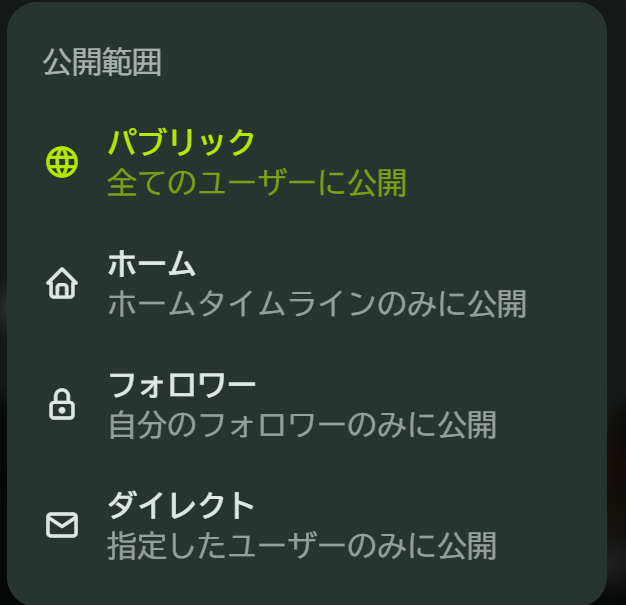 公開範囲
パブリック
全てのユーザーに公開
ホーム
ホームタイムラインのみに公開
フォロワー
自分のフォロワーのみに公開
ダイレクト
指定したユーザーのみに公開